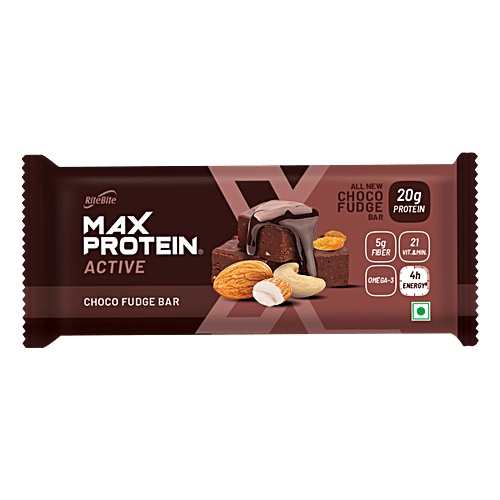 RiteBite
MAX
PROTEIN®
ACTIVE
CHOCO FUDGE BAR
ALL NEW
CHOCO
FUDGE
BAR
20g
PROTEIN
5g
FIBER
21
VIT. & MIN.
OMEGA-3
4h
ENERGY#